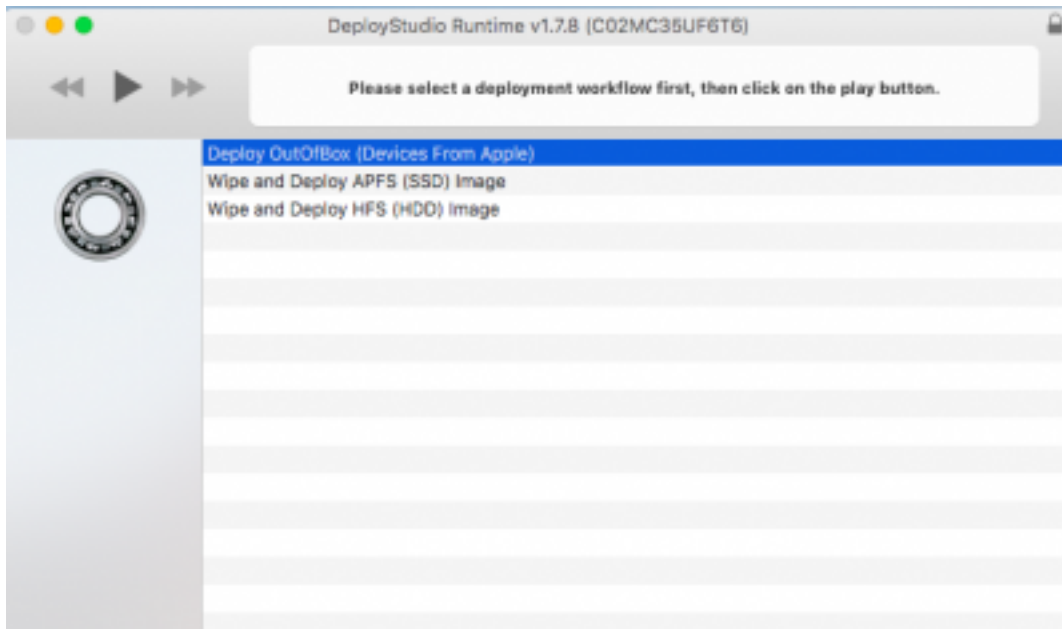 DeployStudio Runtime v1.7.8 (C02MC35UF6T6)
Please select a deployment workflow first, then click on the play button.
Deploy OutOfBox (Devices From Apple)
Wipe and Deploy APFS (SSD) Image
Wipe and Deploy HFS (HDD) Image